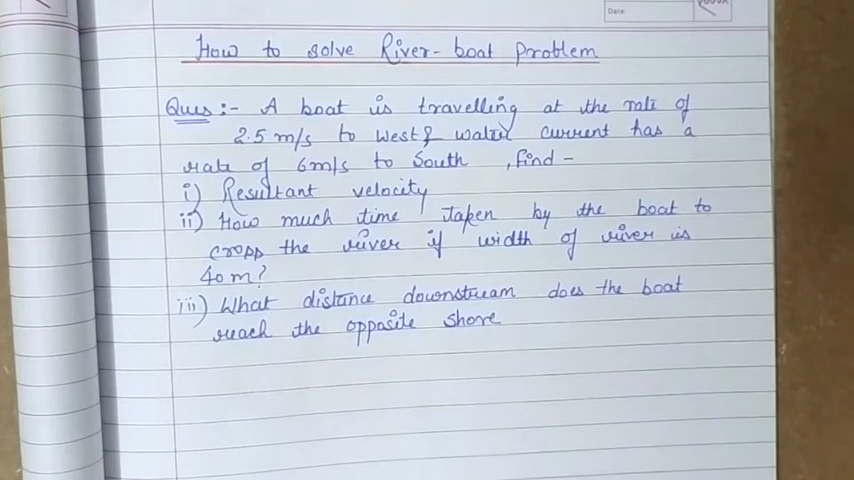 Date:
How to solve River-boat problem
Ques:- A boat is travelling at the rate of
2.5 m/s to west & water current has a
rate of 6m/s to South , find -
i) Resultant velocity
ii) How much time taken by the boat to
cross the river if width of river is
40 m?
iii) What distance downstream does the boat
reach the opposite shore